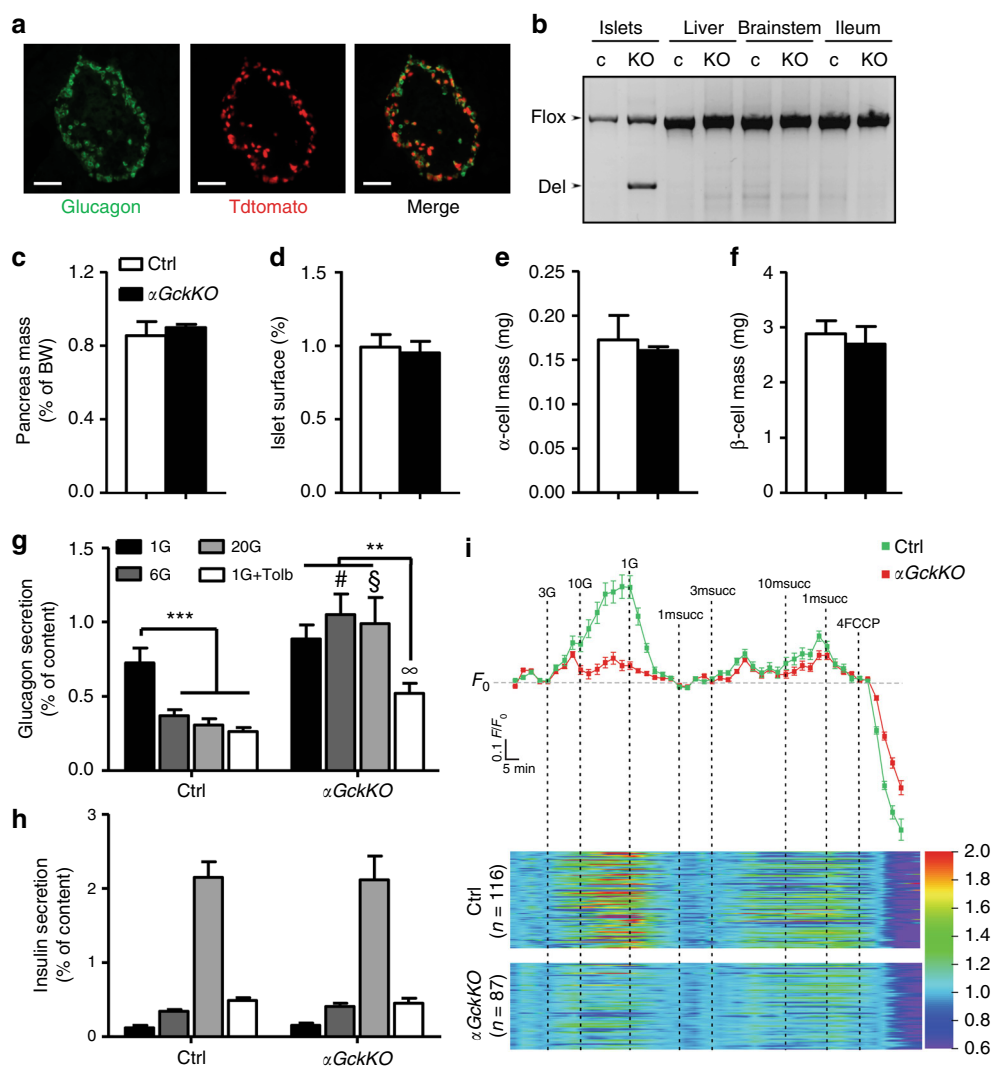 a
Glucagon
Tdtomato
Merge
b
Islets Liver Brainstem Ileum
c KO c KO c KO c KO
Flox
Del
c
Ctrl
αGckKO
Pancreas mass
(% of BW)
1.2
0.8
0.4
0.0
d
Islet surface (%)
1.5
1.0
0.5
0.0
e
α-cell mass (mg)
0.25
0.20
0.15
0.10
0.05
0.00
f
β-cell mass (mg)
4
3
2
1
0
g
1G 20G
6G 1G+Tolb
Glucagon secretion
(% of content)
1.5
1.0
0.5
0.0
***
**
#
§
∞
Ctrl αGckKO
h
Insulin secretion
(% of content)
3
2
1
0
Ctrl αGckKO
i
Ctrl
αGckKO
3G
10G
1G
1msucc
3msucc
10msucc
1msucc
4FCCP
F0
0.1 F/F0
5 min
Ctrl
(n = 116)
αGckKO
(n = 87)
2.0
1.8
1.6
1.4
1.2
1.0
0.8
0.6